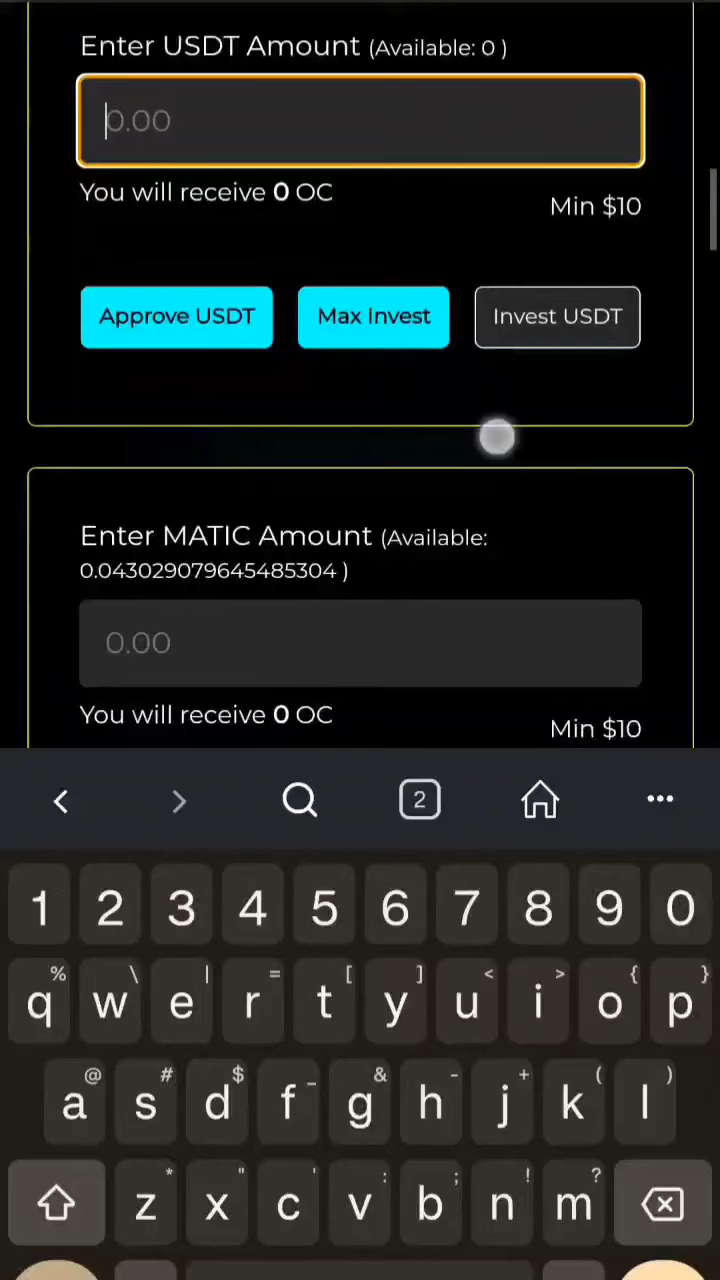 Enter USDT Amount (Available: 0 )
0.00
You will receive 0 OC
Min $10
Approve USDT Max Invest Invest USDT
Enter MATIC Amount (Available:
0.043029079645485304 )
0.00
You will receive 0 OC
Min $10
2
1 2 3 4 5 6 7 8 9 0
% \ | = [ ] < > { }
q w e r t y u i o p
@ # $ _ & - + ( )
a s d f g h j k l
* " ' : ; ! ?
z x c v b n m